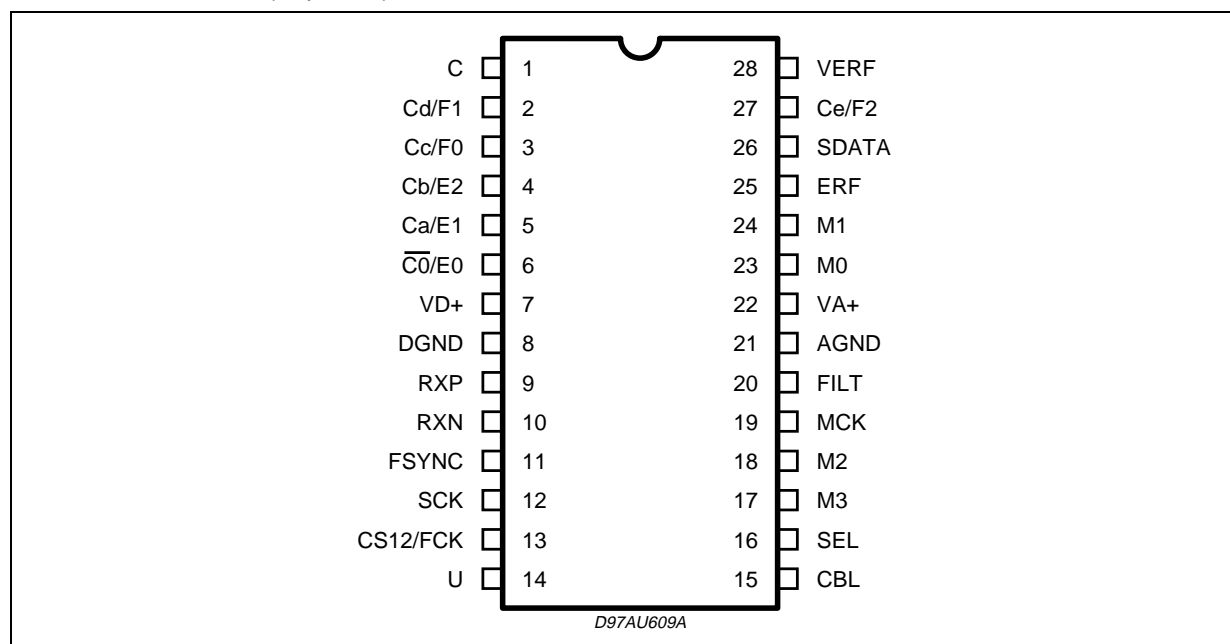 C 1 28 VERF
Cd/F1 2 27 Ce/F2
Cc/F0 3 26 SDATA
Cb/E2 4 25 ERF
Ca/E1 5 24 M1
C̅0̅/E0 6 23 M0
VD+ 7 22 VA+
DGND 8 21 AGND
RXP 9 20 FILT
RXN 10 19 MCK
FSYNC 11 18 M2
SCK 12 17 M3
CS12/FCK 13 16 SEL
U 14 15 CBL
D97AU609A